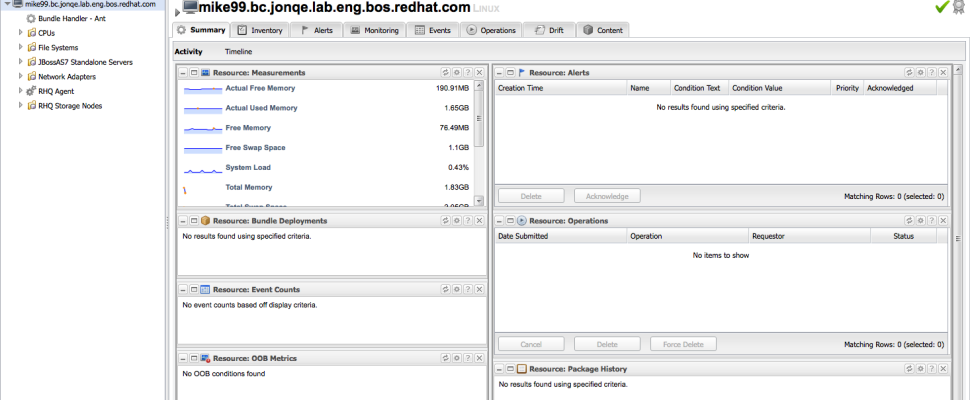 mike99.bc.jonqe.lab.eng.bos.redhat.com
Bundle Handler - Ant
CPUs
File Systems
JBossAS7 Standalone Servers
Network Adapters
RHQ Agent
RHQ Storage Nodes
mike99.bc.jonqe.lab.eng.bos.redhat.com LINUX
Summary Inventory Alerts Monitoring Events Operations Drift Content
Activity Timeline
Resource: Measurements
Actual Free Memory 190.91MB
Actual Used Memory 1.65GB
Free Memory 76.49MB
Free Swap Space 1.1GB
System Load 0.43%
Total Memory 1.83GB
Total Swap Space 2.05GB
Resource: Bundle Deployments
No results found using specified criteria.
Resource: Event Counts
No event counts based off display criteria.
Resource: OOB Metrics
No OOB conditions found
Resource: Alerts
Creation Time Name Condition Text Condition Value Priority Acknowledged
No results found using specified criteria.
Delete Acknowledge Matching Rows: 0 (selected: 0)
Resource: Operations
Date Submitted Operation Requestor Status
No items to show
Cancel Delete Force Delete Matching Rows: 0 (selected: 0)
Resource: Package History
No results found using specified criteria.